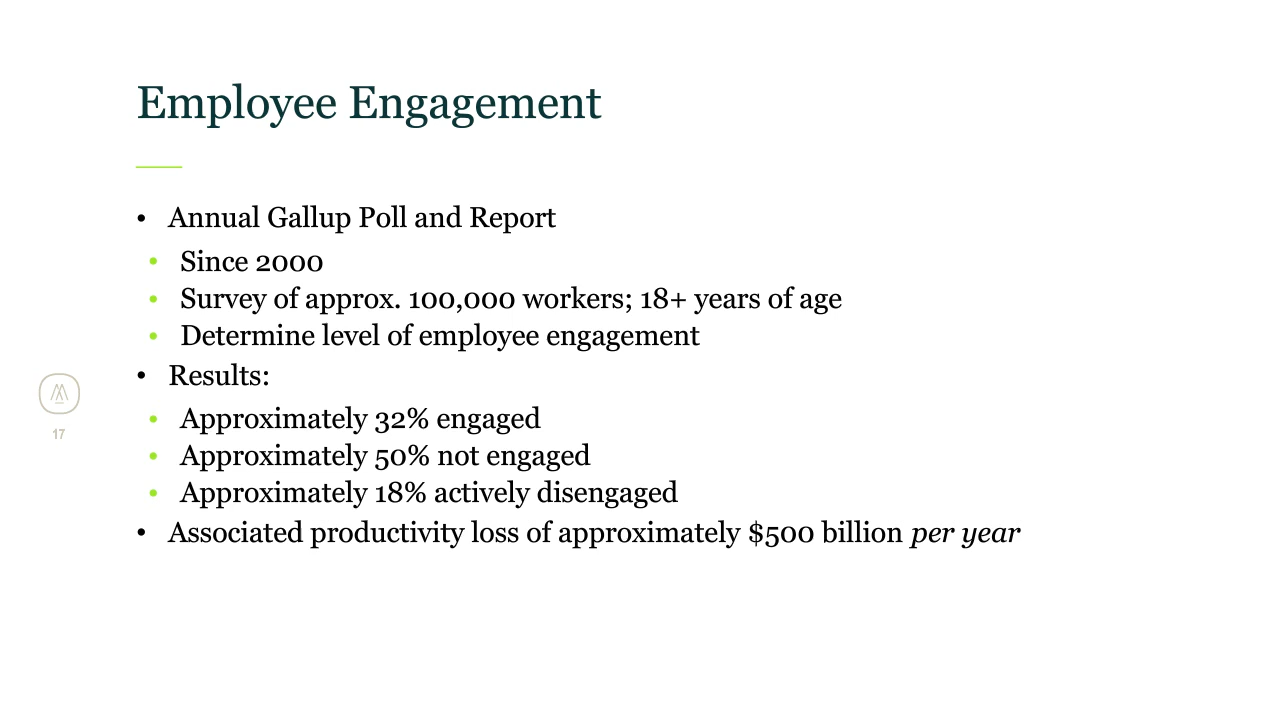 Employee Engagement
• Annual Gallup Poll and Report
• Since 2000
• Survey of approx. 100,000 workers; 18+ years of age
• Determine level of employee engagement
• Results:
• Approximately 32% engaged
• Approximately 50% not engaged
• Approximately 18% actively disengaged
• Associated productivity loss of approximately $500 billion per year
17